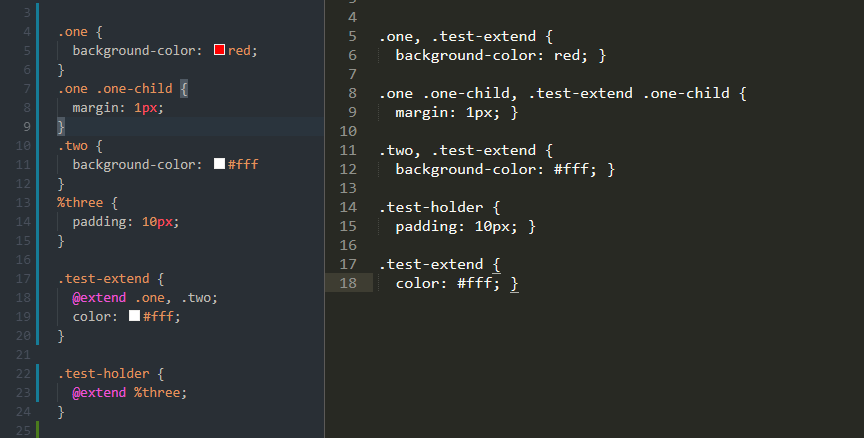 3
4 .one {
5 background-color: red;
6 }
7 .one .one-child {
8 margin: 1px;
9 }
10 .two {
11 background-color: #fff
12 }
13 %three {
14 padding: 10px;
15 }
16
17 .test-extend {
18 @extend .one, .two;
19 color: #fff;
20 }
21
22 .test-holder {
23 @extend %three;
24 }
25
4
5 .one, .test-extend {
6 background-color: red; }
7
8 .one .one-child, .test-extend .one-child {
9 margin: 1px; }
10
11 .two, .test-extend {
12 background-color: #fff; }
13
14 .test-holder {
15 padding: 10px; }
16
17 .test-extend {
18 color: #fff; }